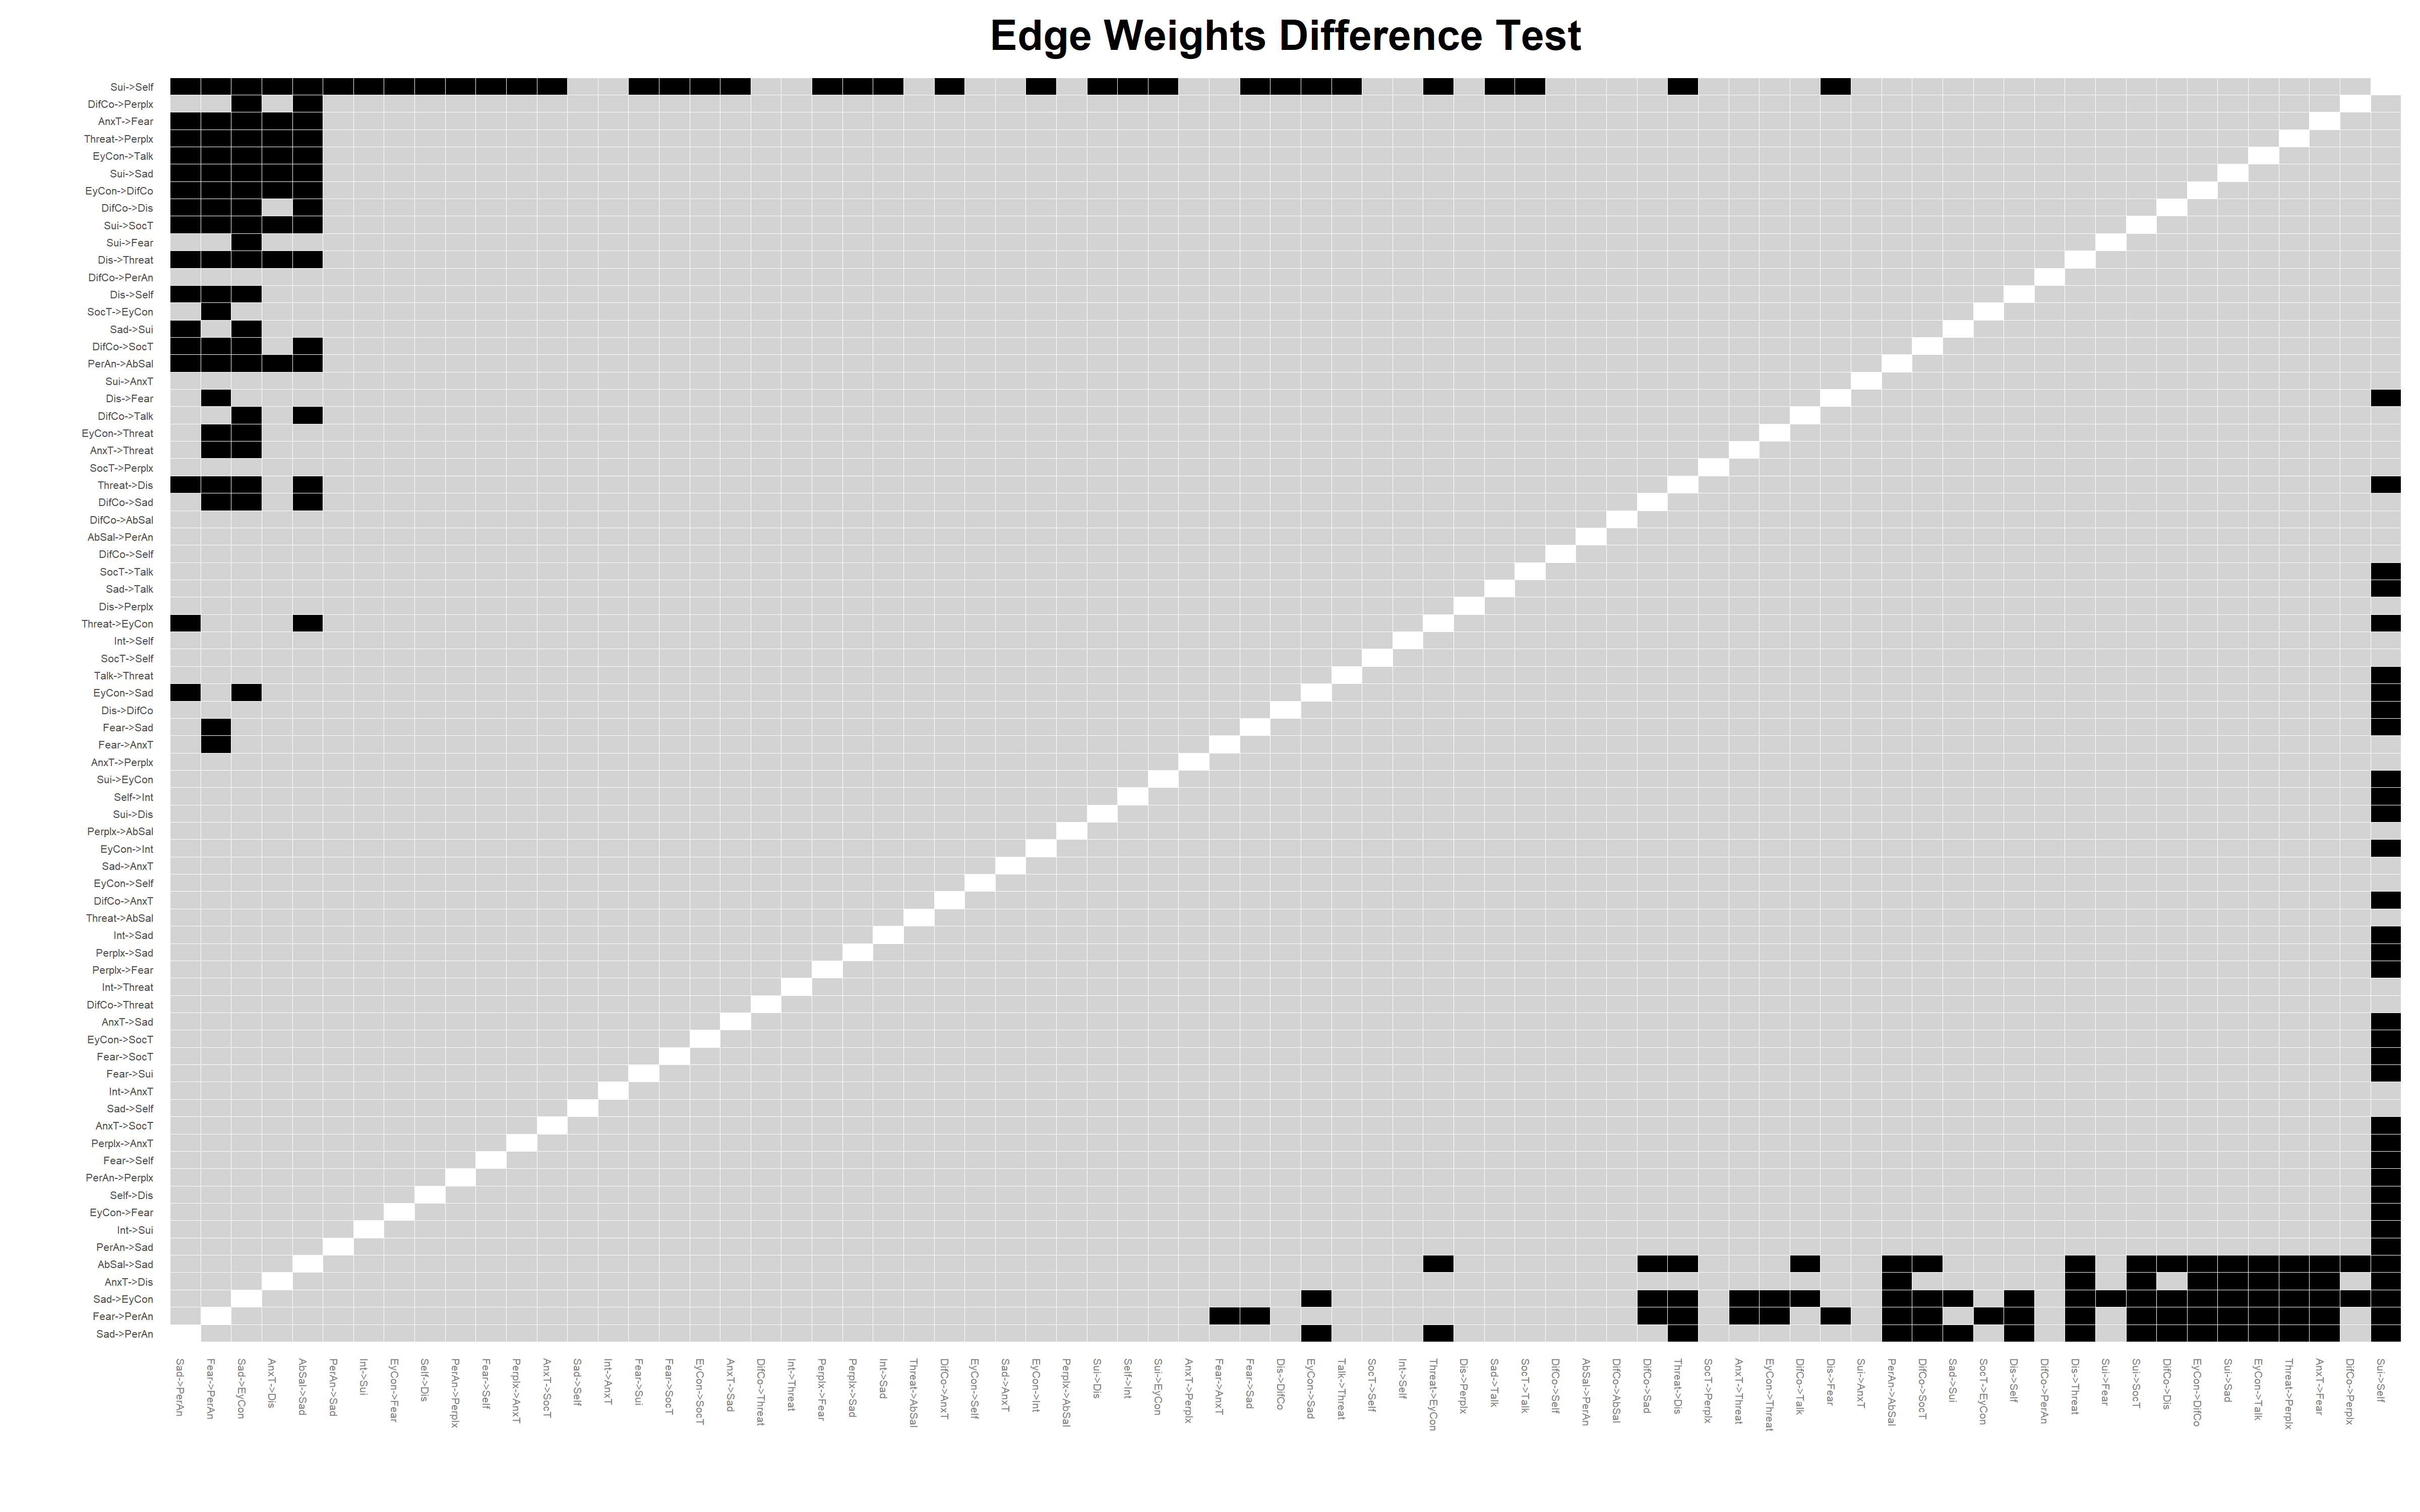 Edge Weights Difference Test
Sui->Self
DifCo->Perplx
AnxT->Fear
Threat->Perplx
EyCon->Talk
Sui->Sad
EyCon->DifCo
DifCo->Dis
Sui->SocT
Sui->Fear
Dis->Threat
DifCo->PerAn
Dis->Self
SocT->EyCon
Sad->Sui
DifCo->SocT
PerAn->AbSal
Sui->AnxT
Dis->Fear
DifCo->Talk
EyCon->Threat
AnxT->Threat
SocT->Perplx
Threat->Dis
DifCo->Sad
DifCo->AbSal
AbSal->PerAn
DifCo->Self
SocT->Talk
Sad->Talk
Dis->Perplx
Threat->EyCon
Int->Self
SocT->Self
Talk->Threat
EyCon->Sad
Dis->DifCo
Fear->Sad
Fear->AnxT
AnxT->Perplx
Sui->EyCon
Self->Int
Sui->Dis
Perplx->AbSal
EyCon->Int
Sad->AnxT
EyCon->Self
DifCo->AnxT
Threat->AbSal
Int->Sad
Perplx->Sad
Perplx->Fear
Int->Threat
DifCo->Threat
AnxT->Sad
EyCon->SocT
Fear->SocT
Fear->Sui
Int->AnxT
Sad->Self
AnxT->SocT
Perplx->AnxT
Fear->Self
PerAn->Perplx
Self->Dis
EyCon->Fear
Int->Sui
PerAn->Sad
AbSal->Sad
AnxT->Dis
Sad->EyCon
Fear->PerAn
Sad->PerAn
Sad->PerAn
Fear->PerAn
Sad->EyCon
AnxT->Dis
AbSal->Sad
PerAn->Sad
Int->Sui
EyCon->Fear
Self->Dis
PerAn->Perplx
Fear->Self
Perplx->AnxT
AnxT->SocT
Sad->Self
Int->AnxT
Fear->Sui
Fear->SocT
EyCon->SocT
AnxT->Sad
DifCo->Threat
Int->Threat
Perplx->Fear
Perplx->Sad
Int->Sad
Threat->AbSal
DifCo->AnxT
EyCon->Self
Sad->AnxT
EyCon->Int
Perplx->AbSal
Sui->Dis
Self->Int
Sui->EyCon
AnxT->Perplx
Fear->AnxT
Fear->Sad
Dis->DifCo
EyCon->Sad
Talk->Threat
SocT->Self
Int->Self
Threat->EyCon
Dis->Perplx
Sad->Talk
SocT->Talk
DifCo->Self
AbSal->PerAn
DifCo->AbSal
DifCo->Sad
Threat->Dis
SocT->Perplx
AnxT->Threat
EyCon->Threat
DifCo->Talk
Dis->Fear
Sui->AnxT
PerAn->AbSal
DifCo->SocT
Sad->Sui
SocT->EyCon
Dis->Self
DifCo->PerAn
Dis->Threat
Sui->Fear
Sui->SocT
DifCo->Dis
EyCon->DifCo
Sui->Sad
EyCon->Talk
Threat->Perplx
AnxT->Fear
DifCo->Perplx
Sui->Self